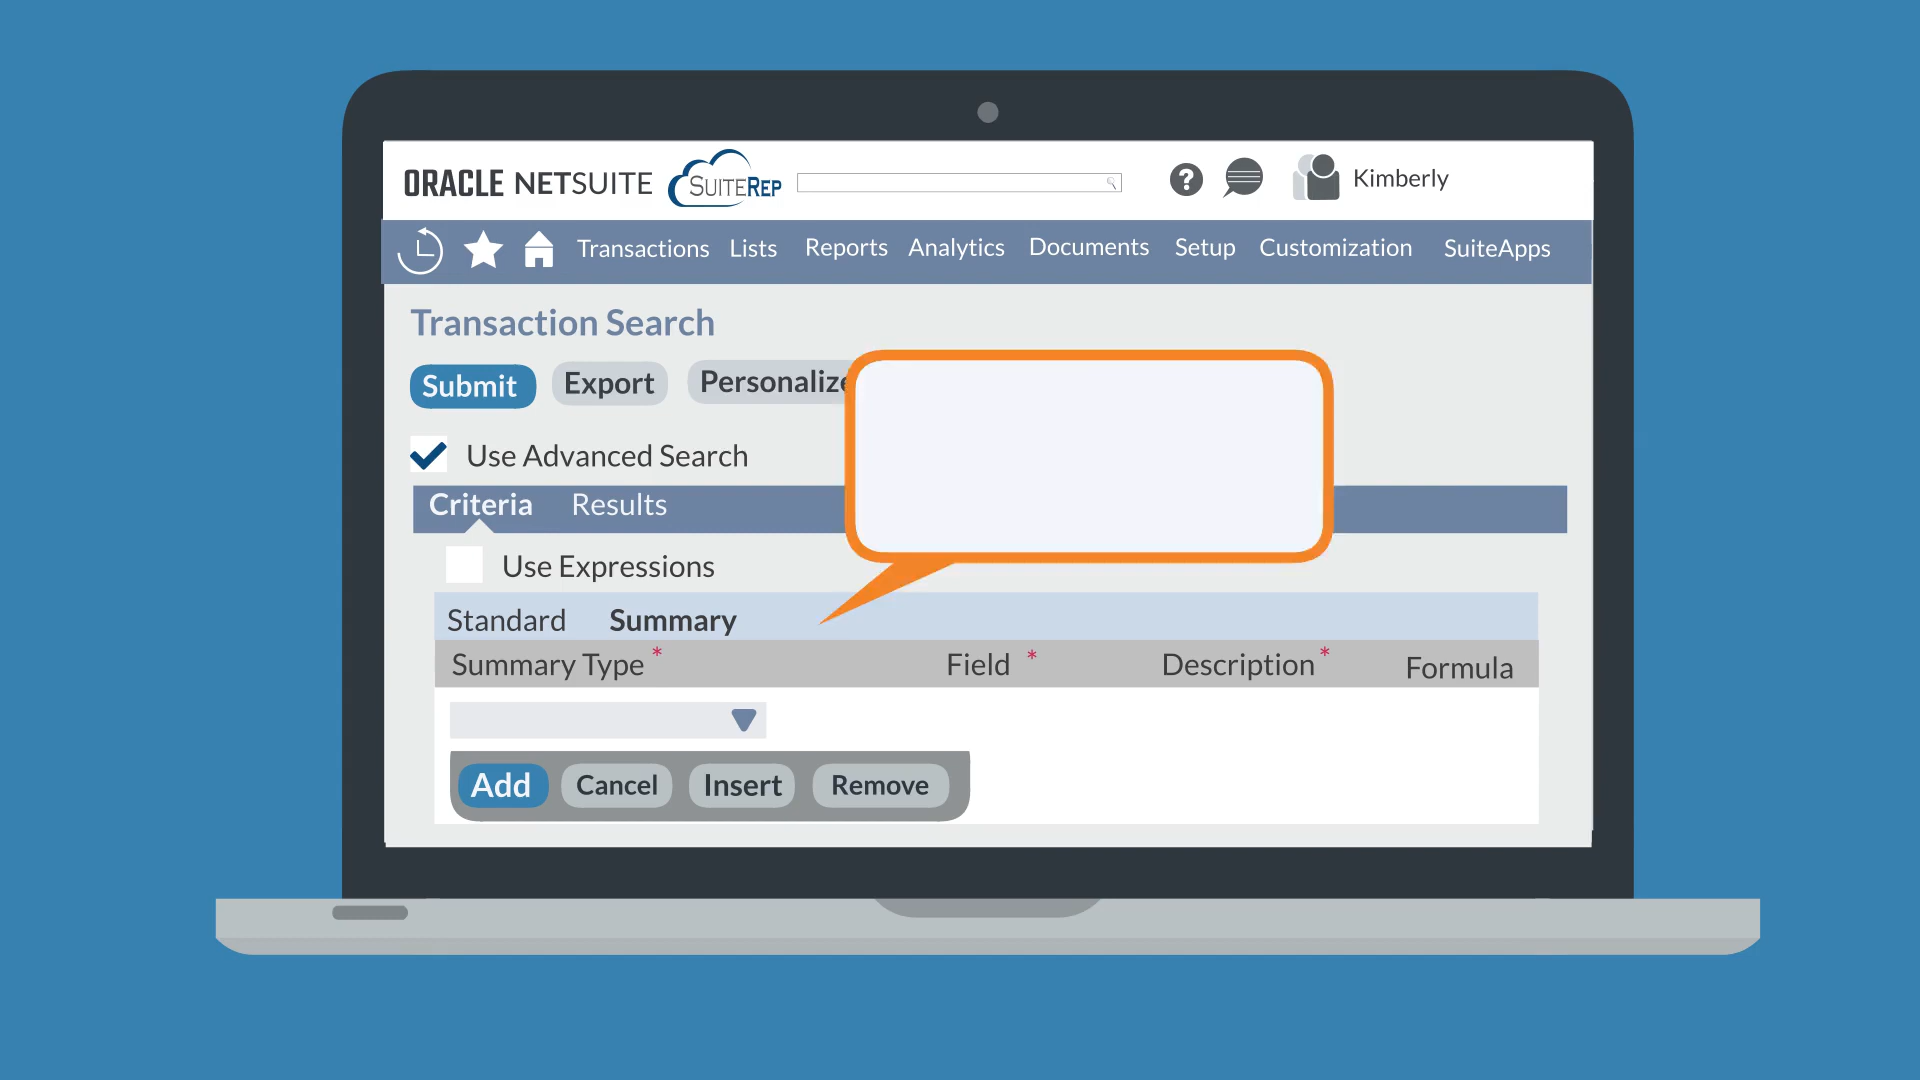 ORACLE NETSUITE SUITEREP Kimberly
Transactions Lists Reports Analytics Documents Setup Customization SuiteApps
Transaction Search
Submit Export Personalize
Use Advanced Search
Criteria Results
Use Expressions
Standard Summary
Summary Type * Field * Description * Formula
Add Cancel Insert Remove